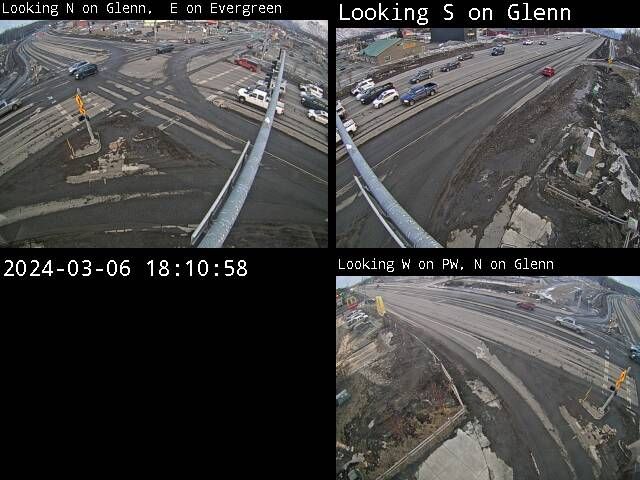 Looking N on Glenn,  E on Evergreen
Looking S on Glenn
2024-03-06 18:10:58
Looking W on PW, N on Glenn